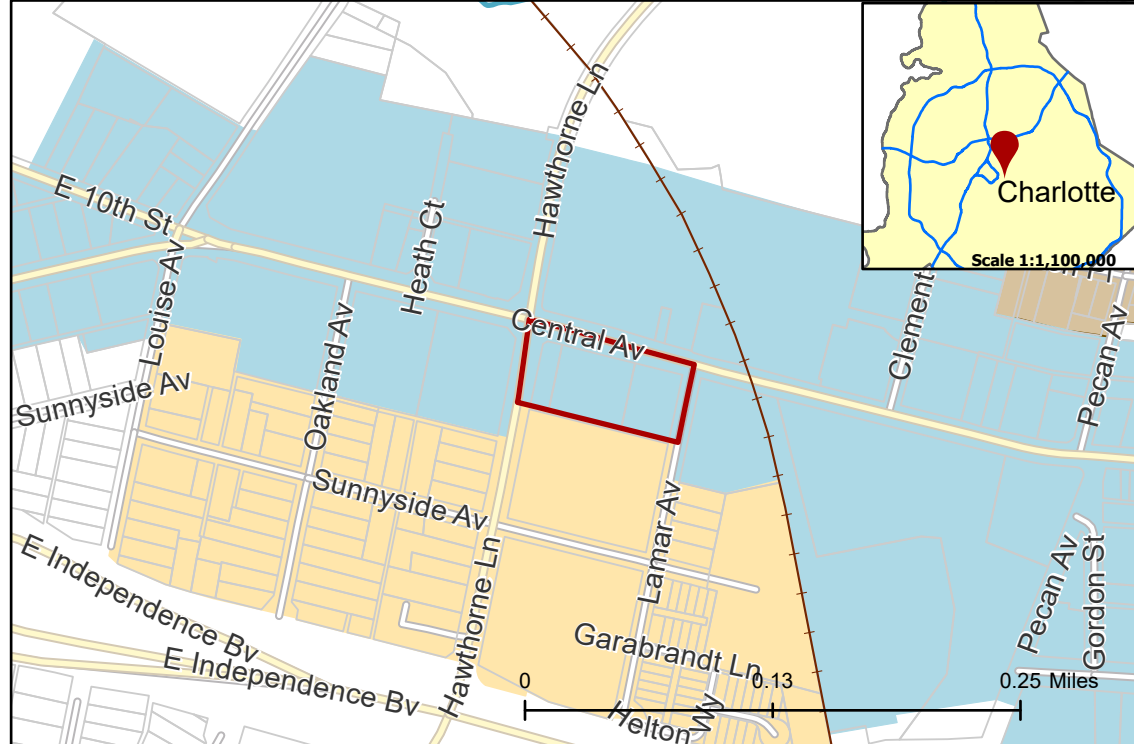 Hawthorne Ln
E 10th St
Charlotte
Scale 1:1,100,000
Louise Av
Heath Ct
Central Av
Clement
Pecan Av
Oakland Av
Sunnyside Av
Sunnyside Av
Lamar Av
E Independence Bv
Hawthorne Ln
Pecan Av
Gordon St
Garabrandt Ln
E Independence Bv
0
0.13
0.25 Miles
Helton
Wy